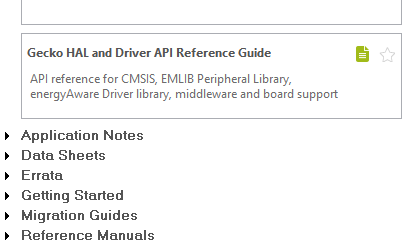 Gecko HAL and Driver API Reference Guide
API reference for CMSIS, EMLIB Peripheral Library,
energyAware Driver library, middleware and board support
Application Notes
Data Sheets
Errata
Getting Started
Migration Guides
Reference Manuals